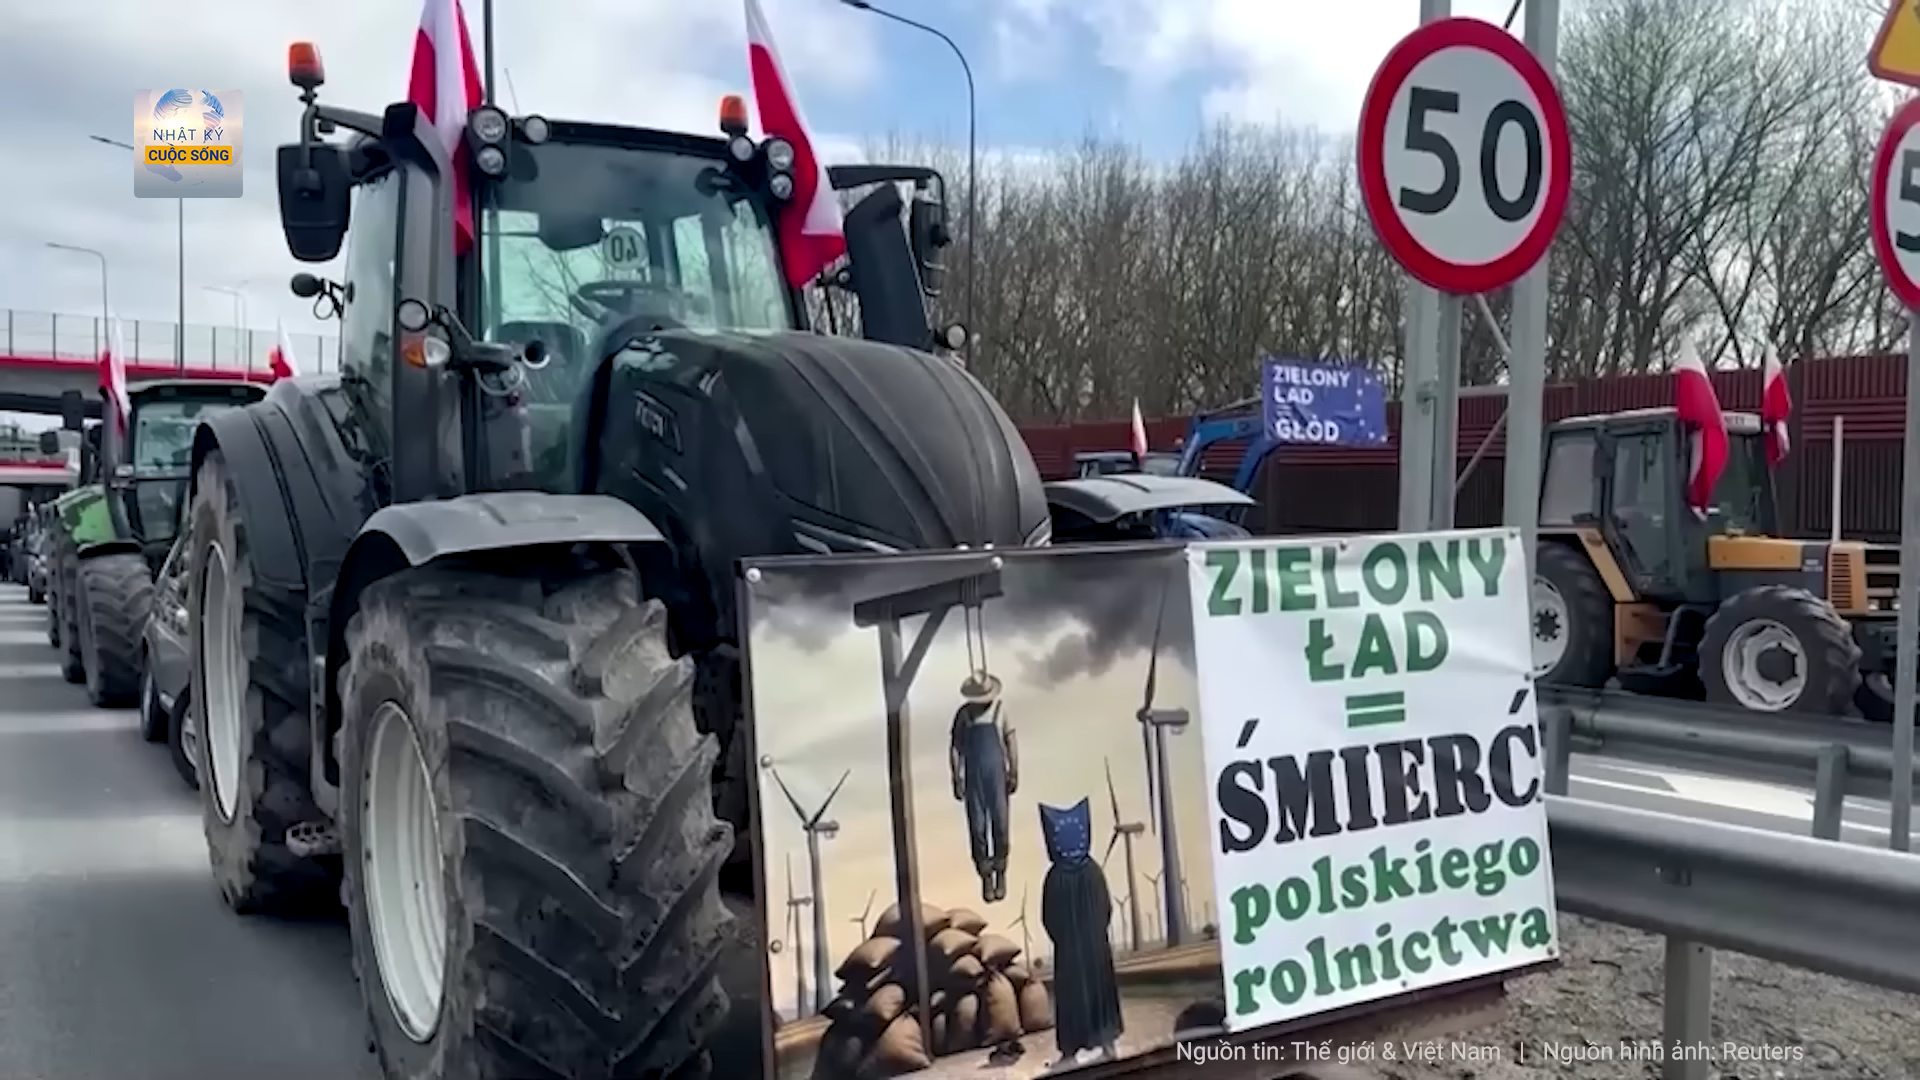 NHẬT KÝ
CUỘC SỐNG
40
50
ZIELONY
ŁAD
=
GŁÓD
ZIELONY
ŁAD
=
ŚMIERĆ
polskiego
rolnictwa
Nguồn tin: Thế giới & Việt Nam | Nguồn hình ảnh: Reuters